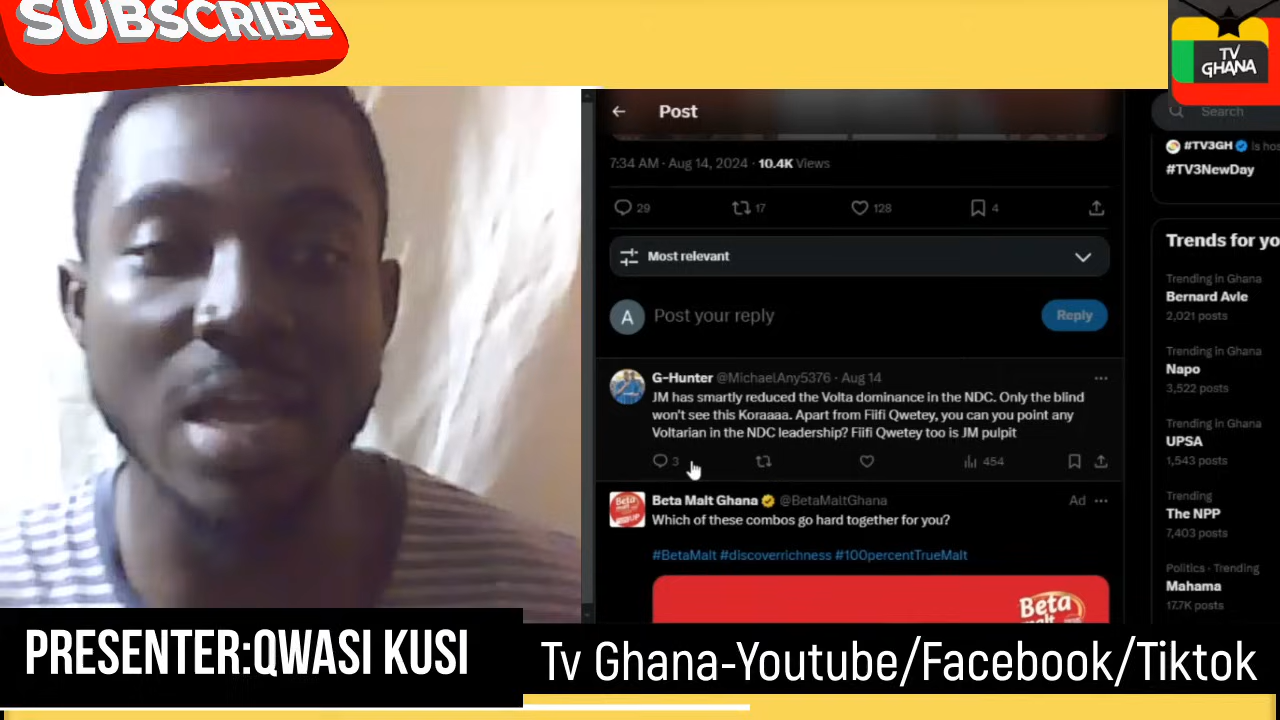 SUBSCRIBE
TV
GHANA
Post
7:34 AM · Aug 14, 2024 · 10.4K Views
29
17
128
4
Most relevant
A
Post your reply
Reply
G-Hunter @MichaelAny5376 · Aug 14
JM has smartly reduced the Volta dominance in the NDC. Only the blind
won't see this Koraaaa. Apart from Fiifi Qwetey, you can you point any
Voltarian in the NDC leadership? Fiifi Qwetey too is JM pulpit
3
454
Beta Malt Ghana @BetaMaltGhana
Ad
Which of these combos go hard together for you?
#BetaMalt #discoverrichness #100percentTrueMalt
Beta
Search
#TV3GH is hos
#TV3NewDay
Trends for yo
Trending in Ghana
Bernard Avle
2,021 posts
Trending in Ghana
Napo
3,522 posts
Trending in Ghana
UPSA
1,543 posts
Trending
The NPP
7,403 posts
Politics · Trending
Mahama
17.7K posts
PRESENTER:QWASI KUSI
Tv Ghana-Youtube/Facebook/Tiktok